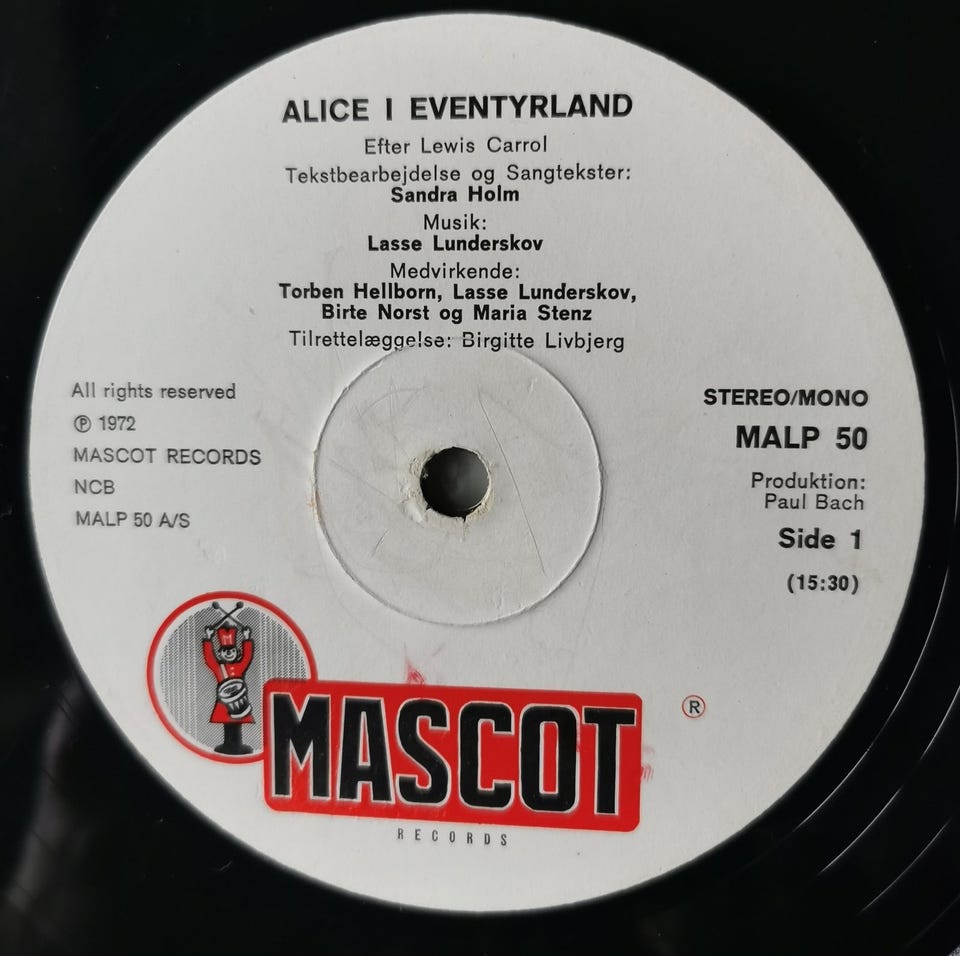 ALICE I EVENTYRLAND
Efter Lewis Carrol
Tekstbearbejdelse og Sangtekster:
Sandra Holm
Musik:
Lasse Lunderskov
Medvirkende:
Torben Hellborn, Lasse Lunderskov,
Birte Norst og Maria Stenz
Tilrettelæggelse: Birgitte Livbjerg
All rights reserved
℗ 1972
MASCOT RECORDS
NCB
MALP 50 A/S
STEREO/MONO
MALP 50
Produktion:
Paul Bach
Side 1
(15:30)
M
MASCOT
®
RECORDS